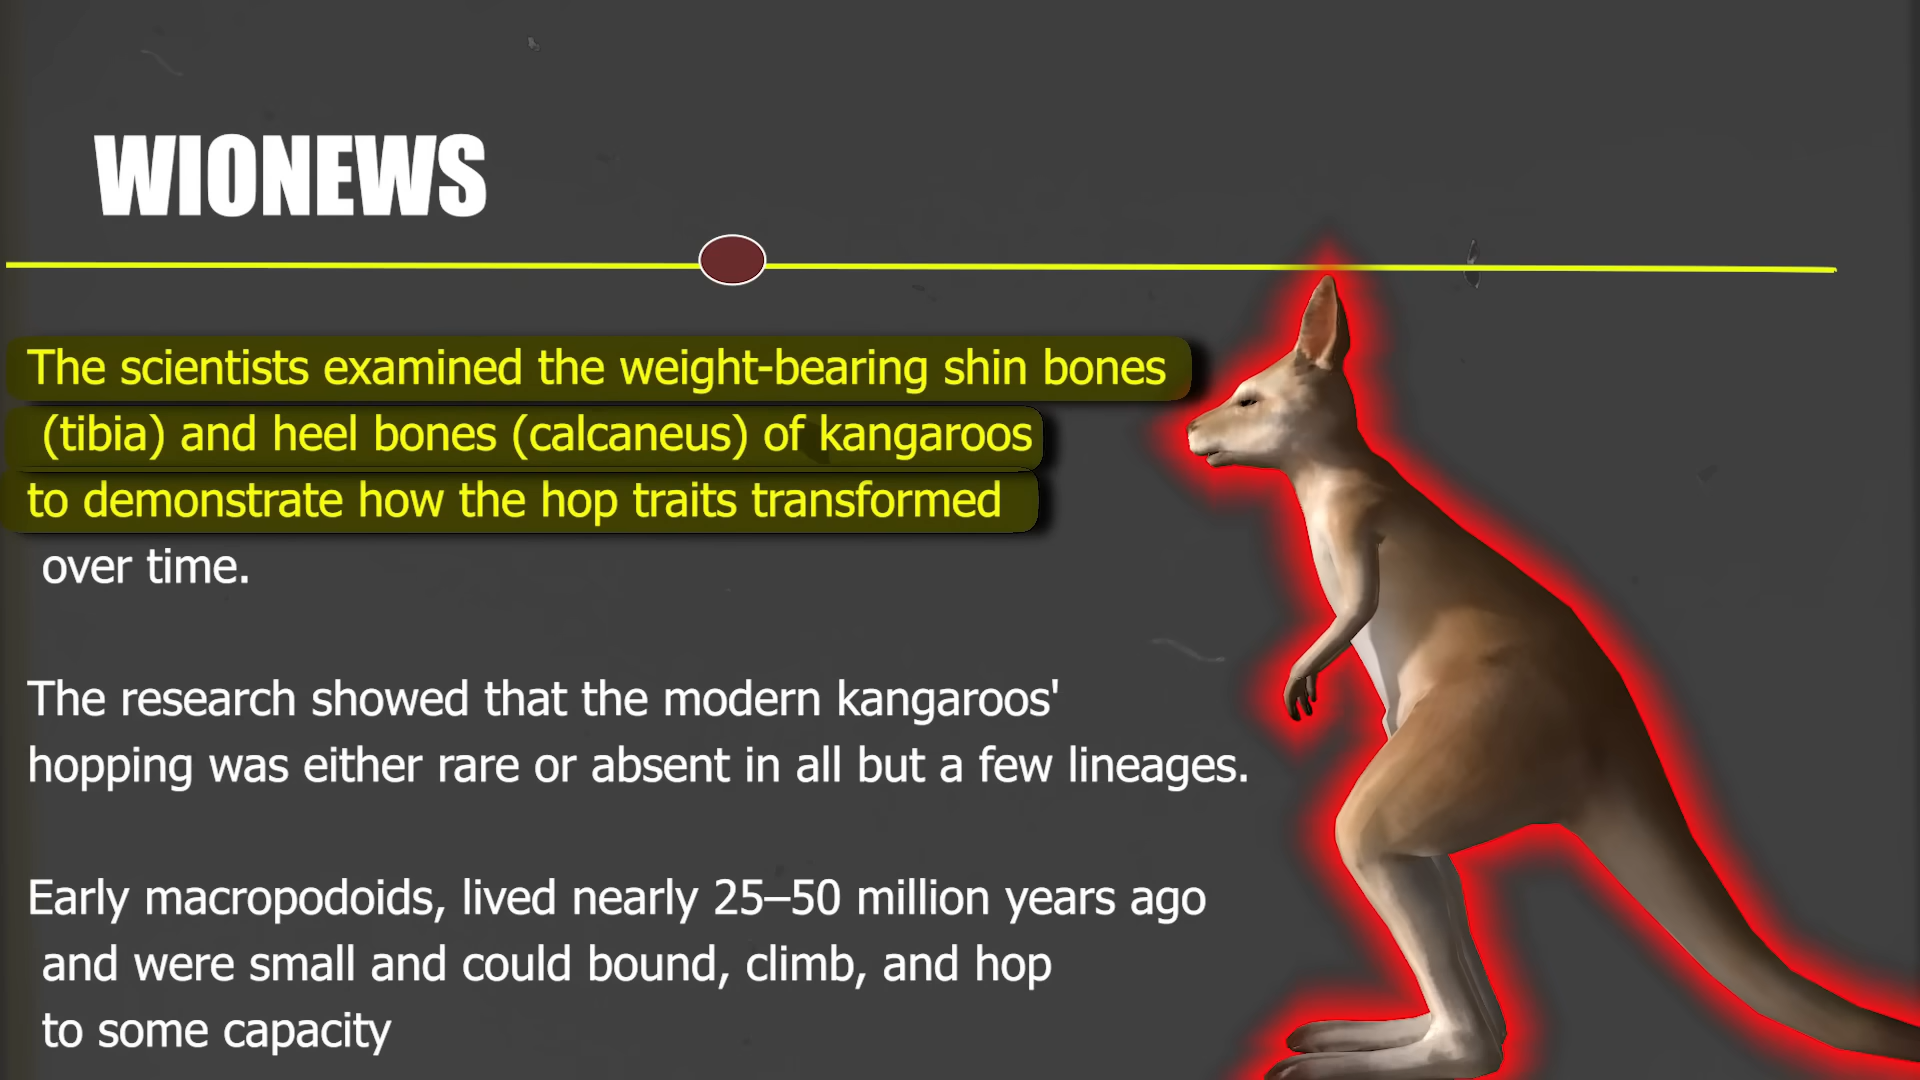 WIONEWS
The scientists examined the weight-bearing shin bones
(tibia) and heel bones (calcaneus) of kangaroos
to demonstrate how the hop traits transformed
over time.
The research showed that the modern kangaroos'
hopping was either rare or absent in all but a few lineages.
Early macropodoids, lived nearly 25–50 million years ago
and were small and could bound, climb, and hop
to some capacity